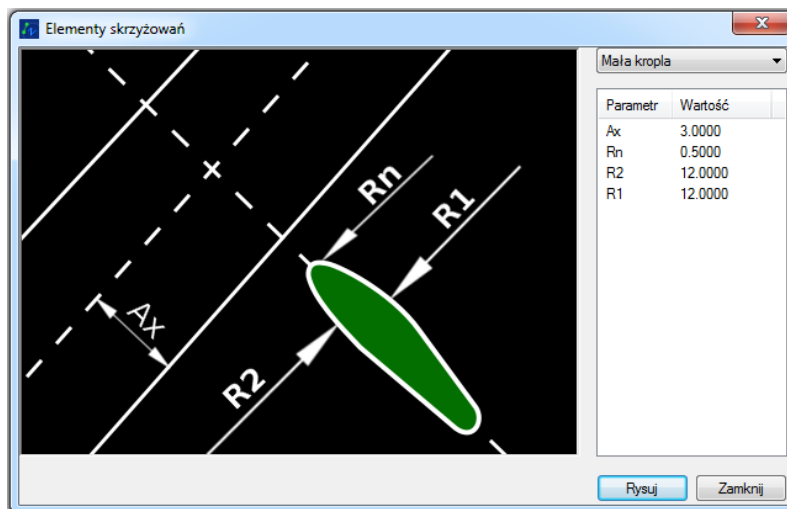 Elementy skrzyżowań
Mała kropla
Parametr Wartość
Ax 3.0000
Rn 0.5000
R2 12.0000
R1 12.0000
Rn
R1
Ax
R2
Rysuj Zamknij